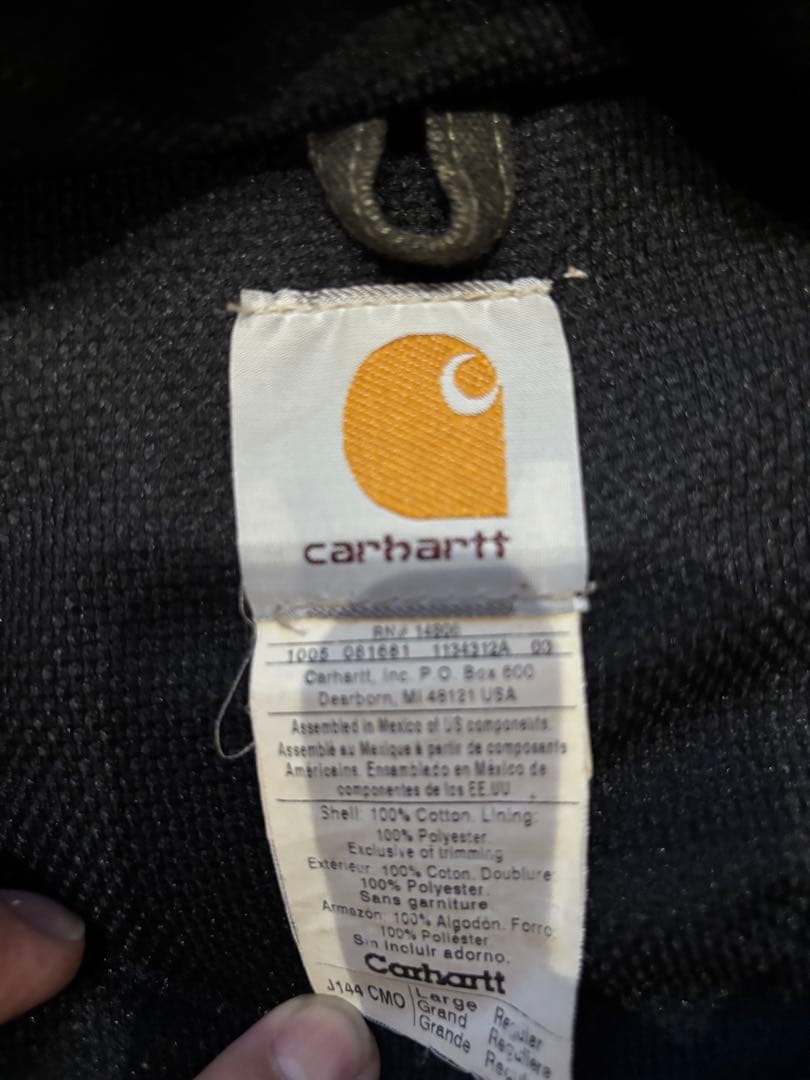 carhartt
RN# 14806
1005 081681 1134312A 00
Carhartt, Inc. P.O. Box 600
Dearborn, MI 48121 USA
Assembled in Mexico of US components.
Assemblé au Mexique à partir de composants
Américains. Ensamblado en México de
componentes de los EE.UU.
Shell: 100% Cotton. Lining:
100% Polyester.
Exclusive of trimming
Extérieur: 100% Coton. Doublure:
100% Polyester.
Sans garniture
Armazón: 100% Algodón. Forro:
100% Poliéster
Sin Incluir adorno.
Carhartt
J144 CMO Large Regular
Grand Régulière
Grande